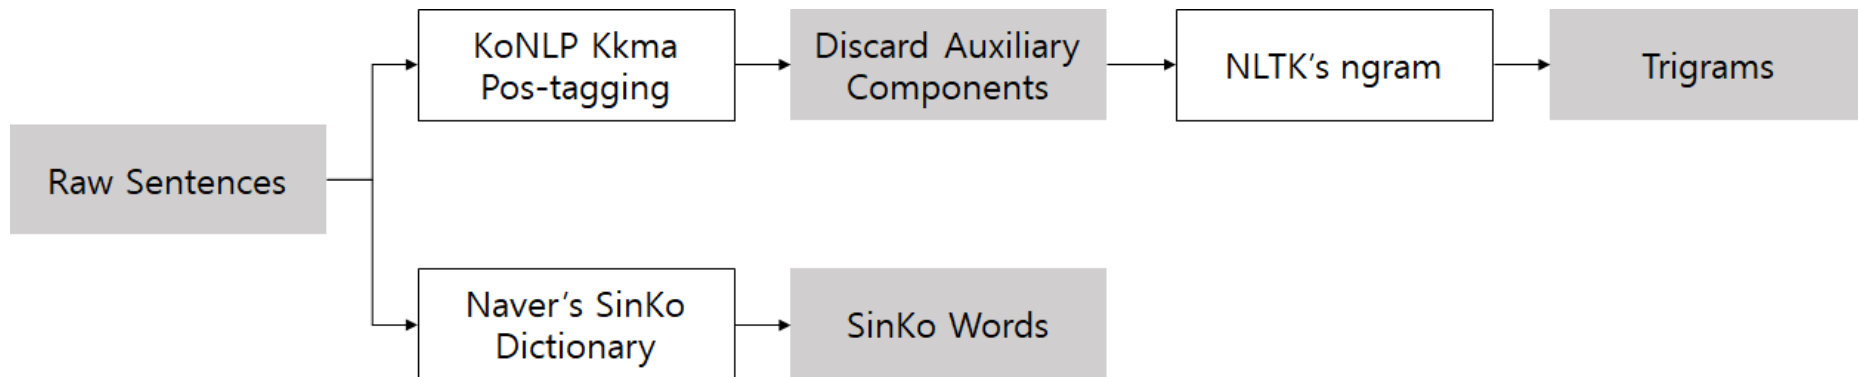 KoNLP Kkma
Pos-tagging
Discard Auxiliary
Components
NLTK's ngram
Trigrams
Raw Sentences
Naver's SinKo
Dictionary
SinKo Words